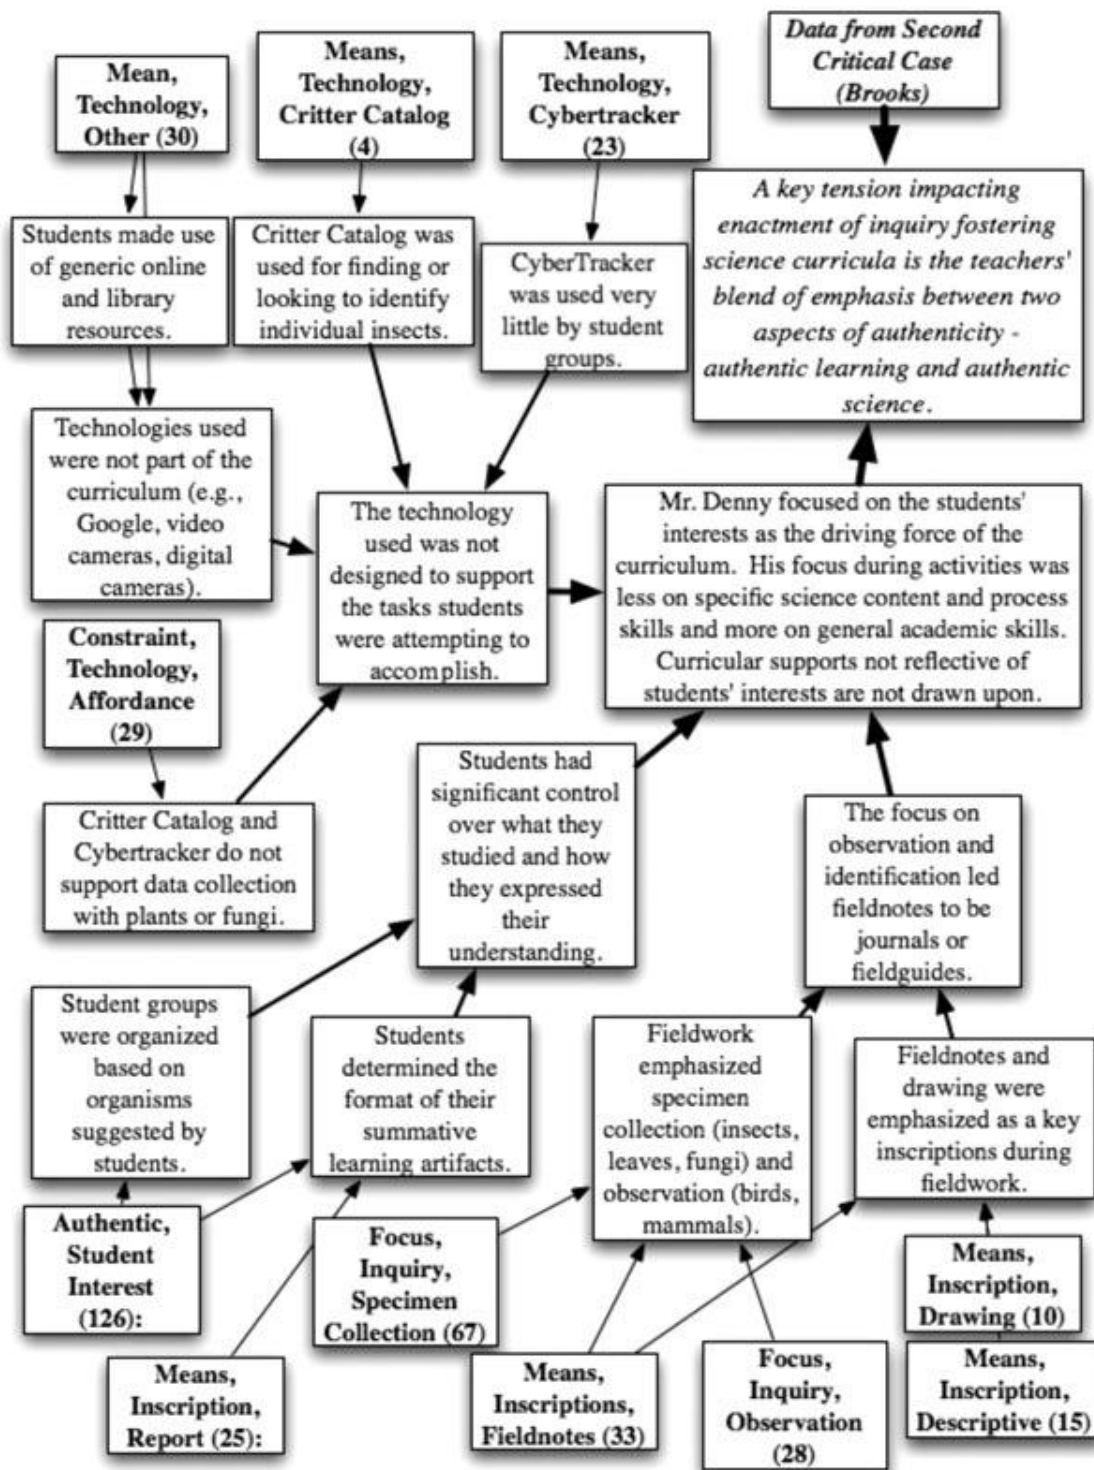 Mean,
Technology,
Other (30)
Means,
Technology,
Critter Catalog
(4)
Means,
Technology,
Cybertracker
(23)
Data from Second
Critical Case
(Brooks)
Students made use
of generic online
and library
resources.
Critter Catalog was
used for finding or
looking to identify
individual insects.
CyberTracker
was used very
little by student
groups.
A key tension impacting
enactment of inquiry fostering
science curricula is the teachers'
blend of emphasis between two
aspects of authenticity -
authentic learning and authentic
science.
Technologies used
were not part of the
curriculum (e.g.,
Google, video
cameras, digital
cameras).
The technology
used was not
designed to support
the tasks students
were attempting to
accomplish.
Mr. Denny focused on the students'
interests as the driving force of the
curriculum. His focus during activities was
less on specific science content and process
skills and more on general academic skills.
Curricular supports not reflective of
students' interests are not drawn upon.
Constraint,
Technology,
Affordance
(29)
Critter Catalog and
Cybertracker do not
support data collection
with plants or fungi.
Students had
significant control
over what they
studied and how
they expressed
their
understanding.
The focus on
observation and
identification led
fieldnotes to be
journals or
fieldguides.
Student groups
were organized
based on
organisms
suggested by
students.
Students
determined the
format of their
summative
learning artifacts.
Fieldwork
emphasized
specimen
collection (insects,
leaves, fungi) and
observation (birds,
mammals).
Fieldnotes and
drawing were
emphasized as a key
inscriptions during
fieldwork.
Authentic,
Student
Interest
(126):
Focus,
Inquiry,
Specimen
Collection (67)
Means,
Inscription,
Drawing (10)
Means,
Inscription,
Report (25):
Means,
Inscriptions,
Fieldnotes (33)
Focus,
Inquiry,
Observation
(28)
Means,
Inscription,
Descriptive (15)